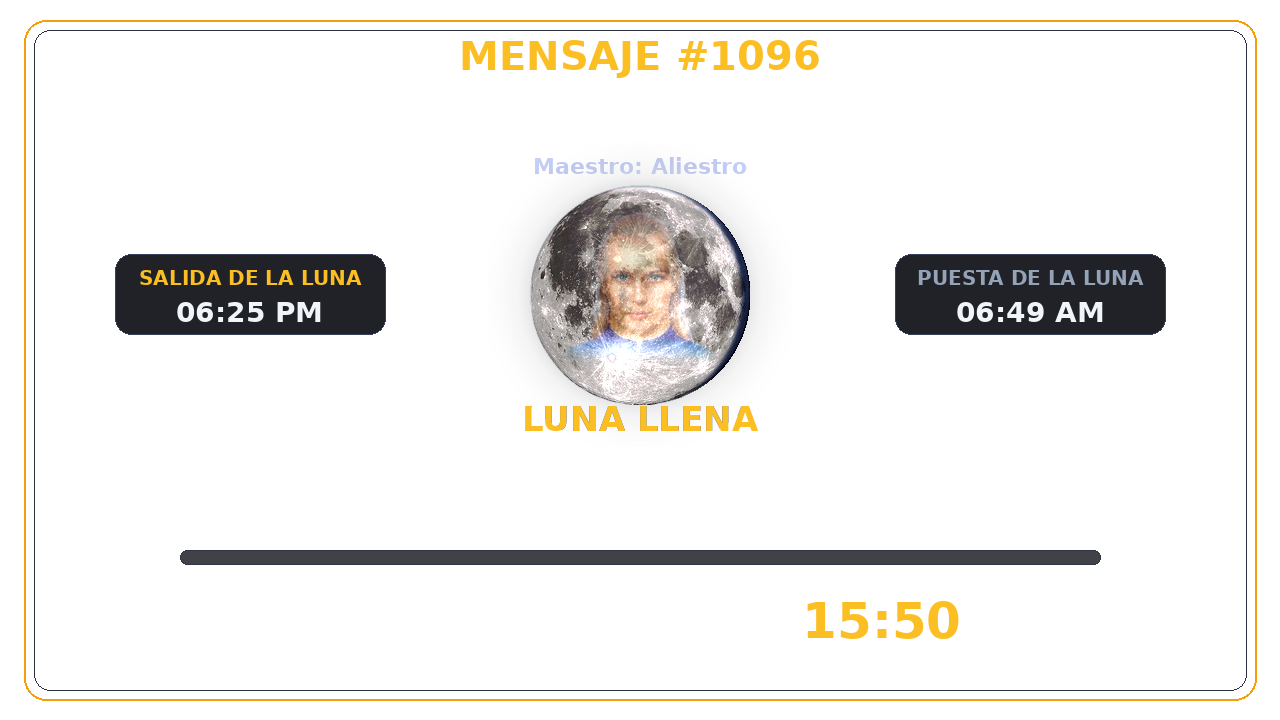 MENSAJE #1096
Maestro: Aliestro
SALIDA DE LA LUNA
06:25 PM
PUESTA DE LA LUNA
06:49 AM
LUNA LLENA
15:50